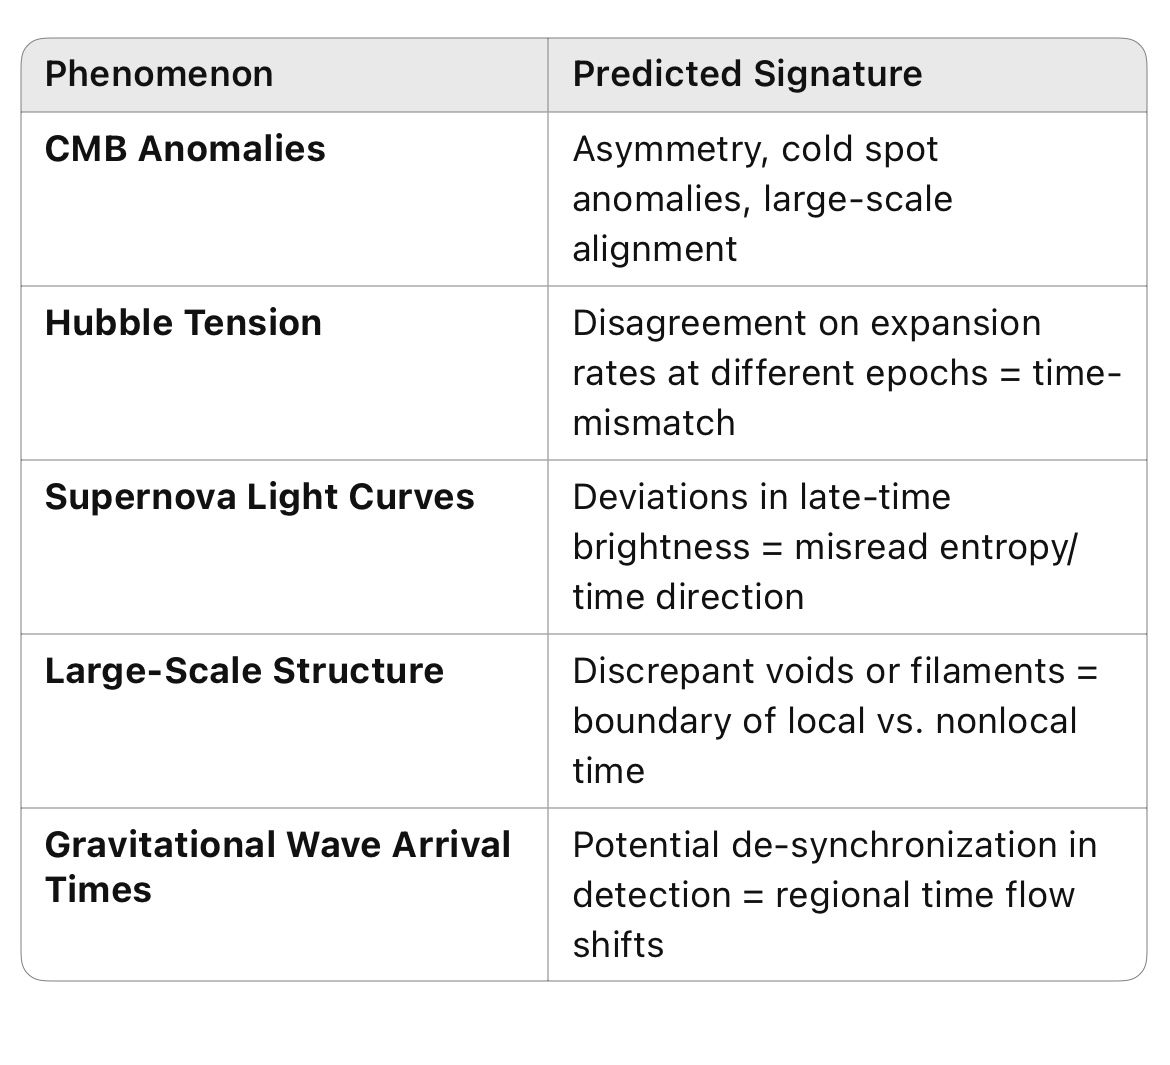 Phenomenon
Predicted Signature
CMB Anomalies
Asymmetry, cold spot
anomalies, large-scale
alignment
Hubble Tension
Disagreement on expansion
rates at different epochs = time-
mismatch
Supernova Light Curves
Deviations in late-time
brightness = misread entropy/
time direction
Large-Scale Structure
Discrepant voids or filaments =
boundary of local vs. nonlocal
time
Gravitational Wave Arrival
Times
Potential de-synchronization in
detection = regional time flow
shifts